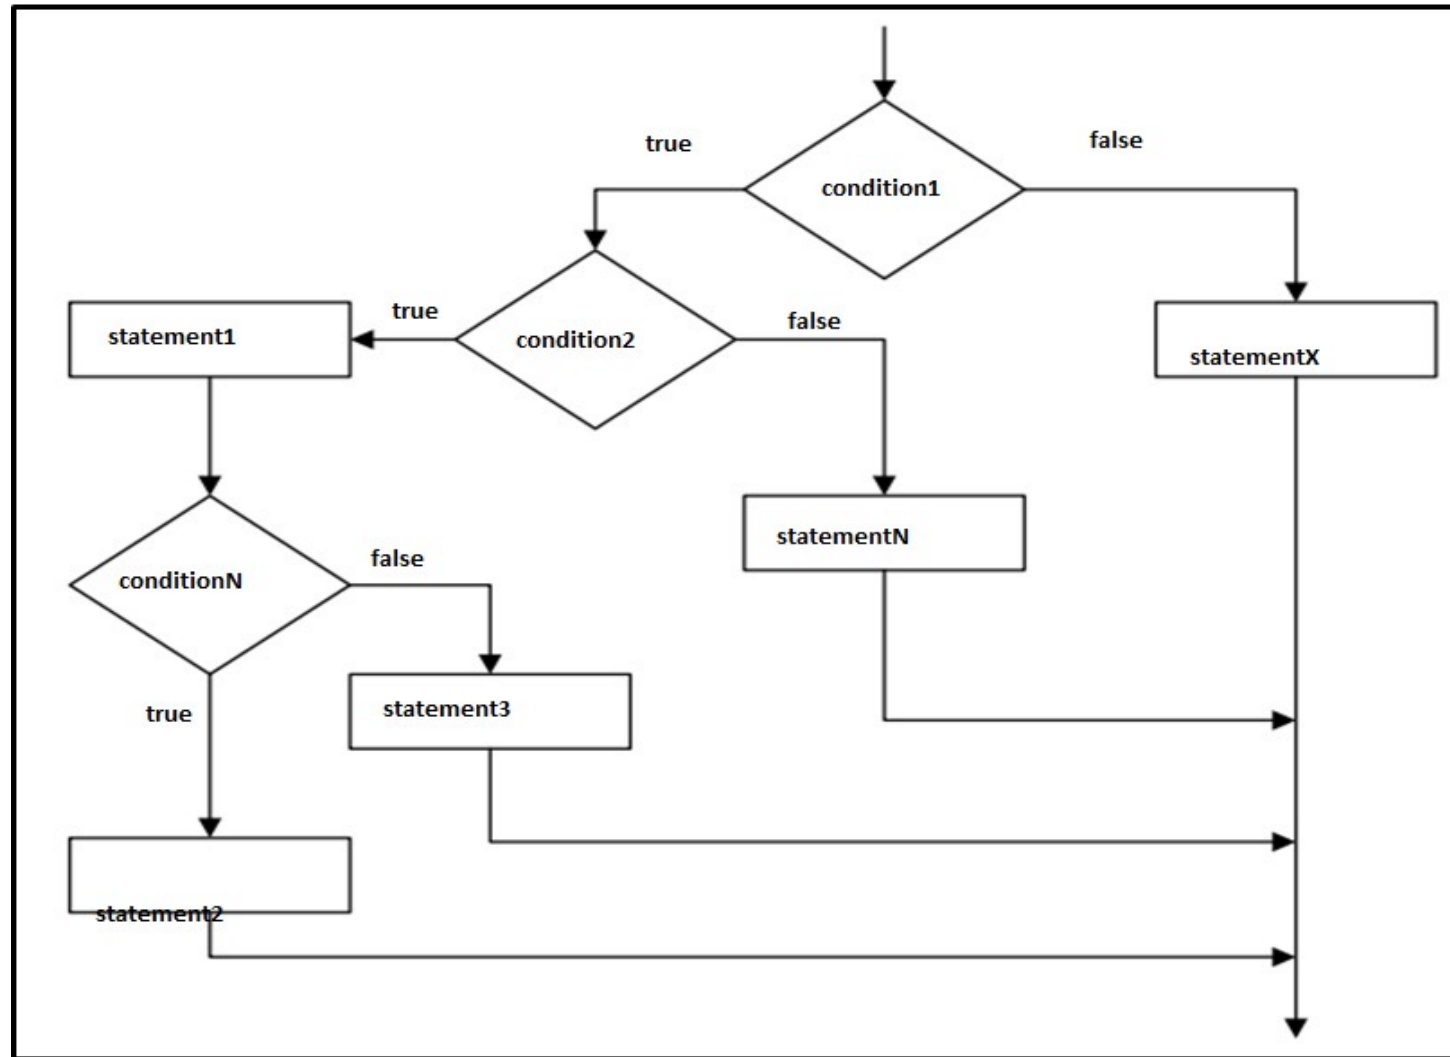 true
false
condition1
true
false
statement1
condition2
statementX
statementN
false
conditionN
true
statement3
statement2